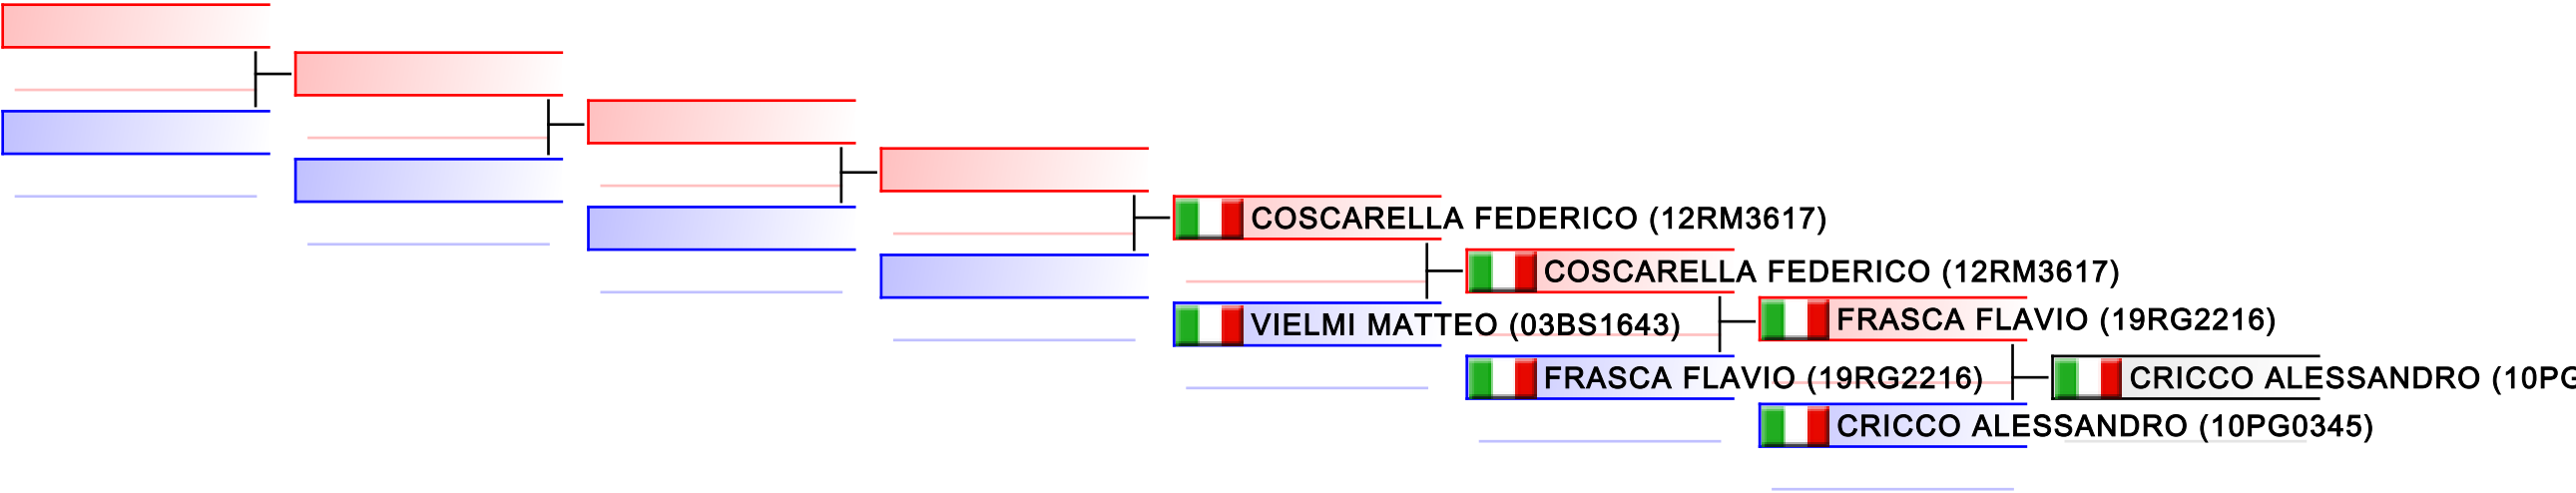 COSCARELLA FEDERICO (12RM3617)
COSCARELLA FEDERICO (12RM3617)
VIELMI MATTEO (03BS1643)
FRASCA FLAVIO (19RG2216)
FRASCA FLAVIO (19RG2216)
CRICCO ALESSANDRO (10PG
CRICCO ALESSANDRO (10PG0345)